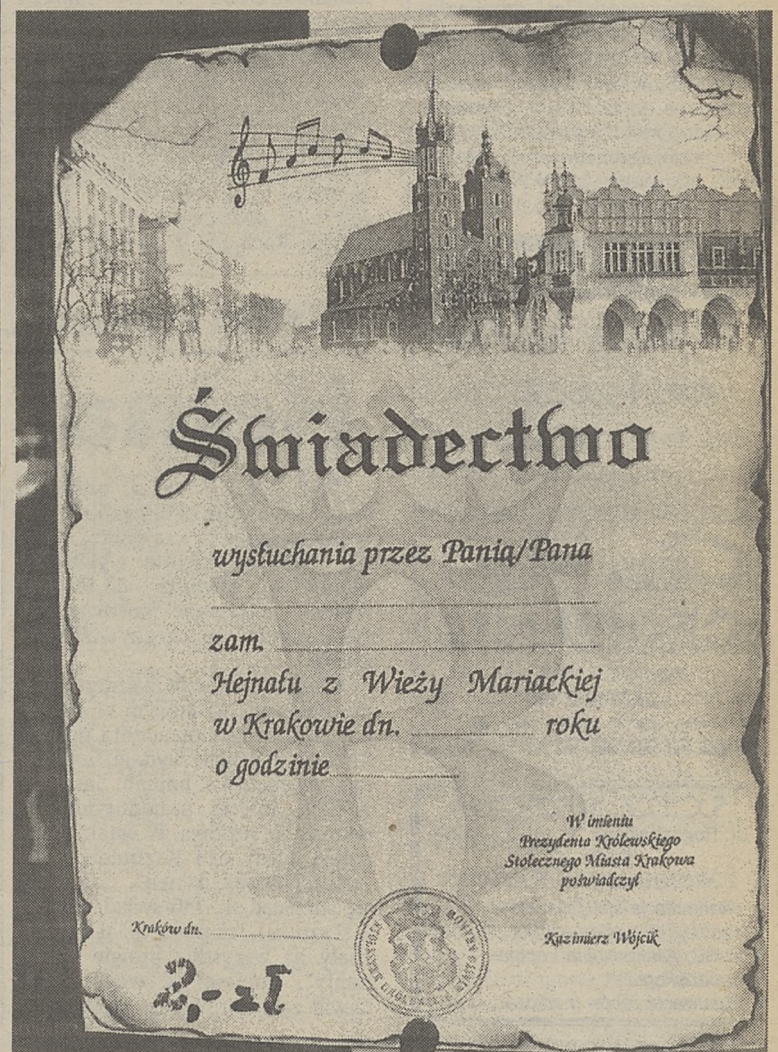 Świadectwo
wysłuchania przez Panią/Pana
zam.
Hejnału z Wieży Mariackiej
w Krakowie dn. roku
o godzinie
W imieniu
Prezydenta Królewskiego
Stołecznego Miasta Krakowa
poświadczył
Kraków dn.
Kazimierz Wójcik
2,- zł